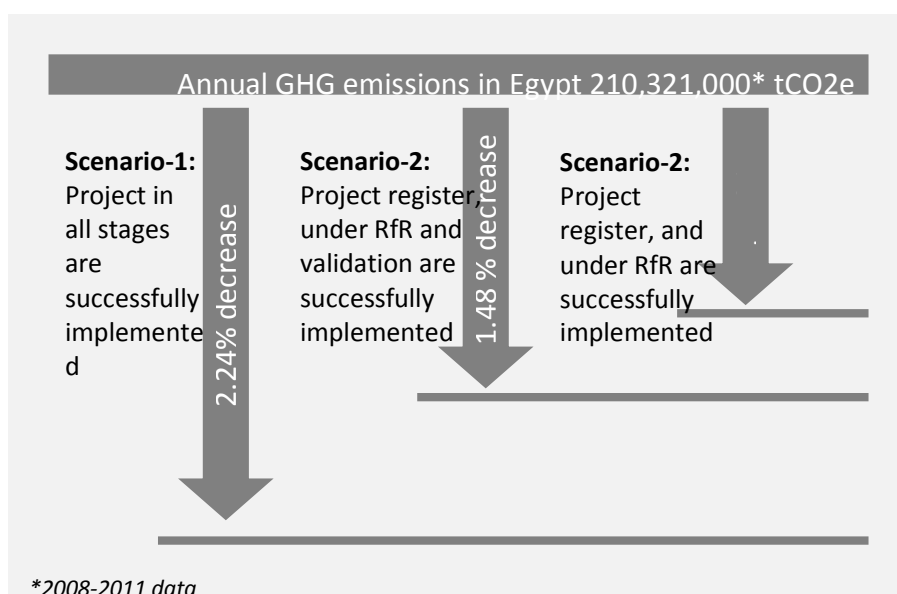 Annual GHG emissions in Egypt 210,321,000* tCO2e
Scenario-1:
Project in
all stages
are
successfully
implemente
d
2.24% decrease
Scenario-2:
Project register,
under RfR and
validation are
successfully
implemented
1.48 % decrease
Scenario-2:
Project
register, and
under RfR are
successfully
implemented
*2008-2011 data